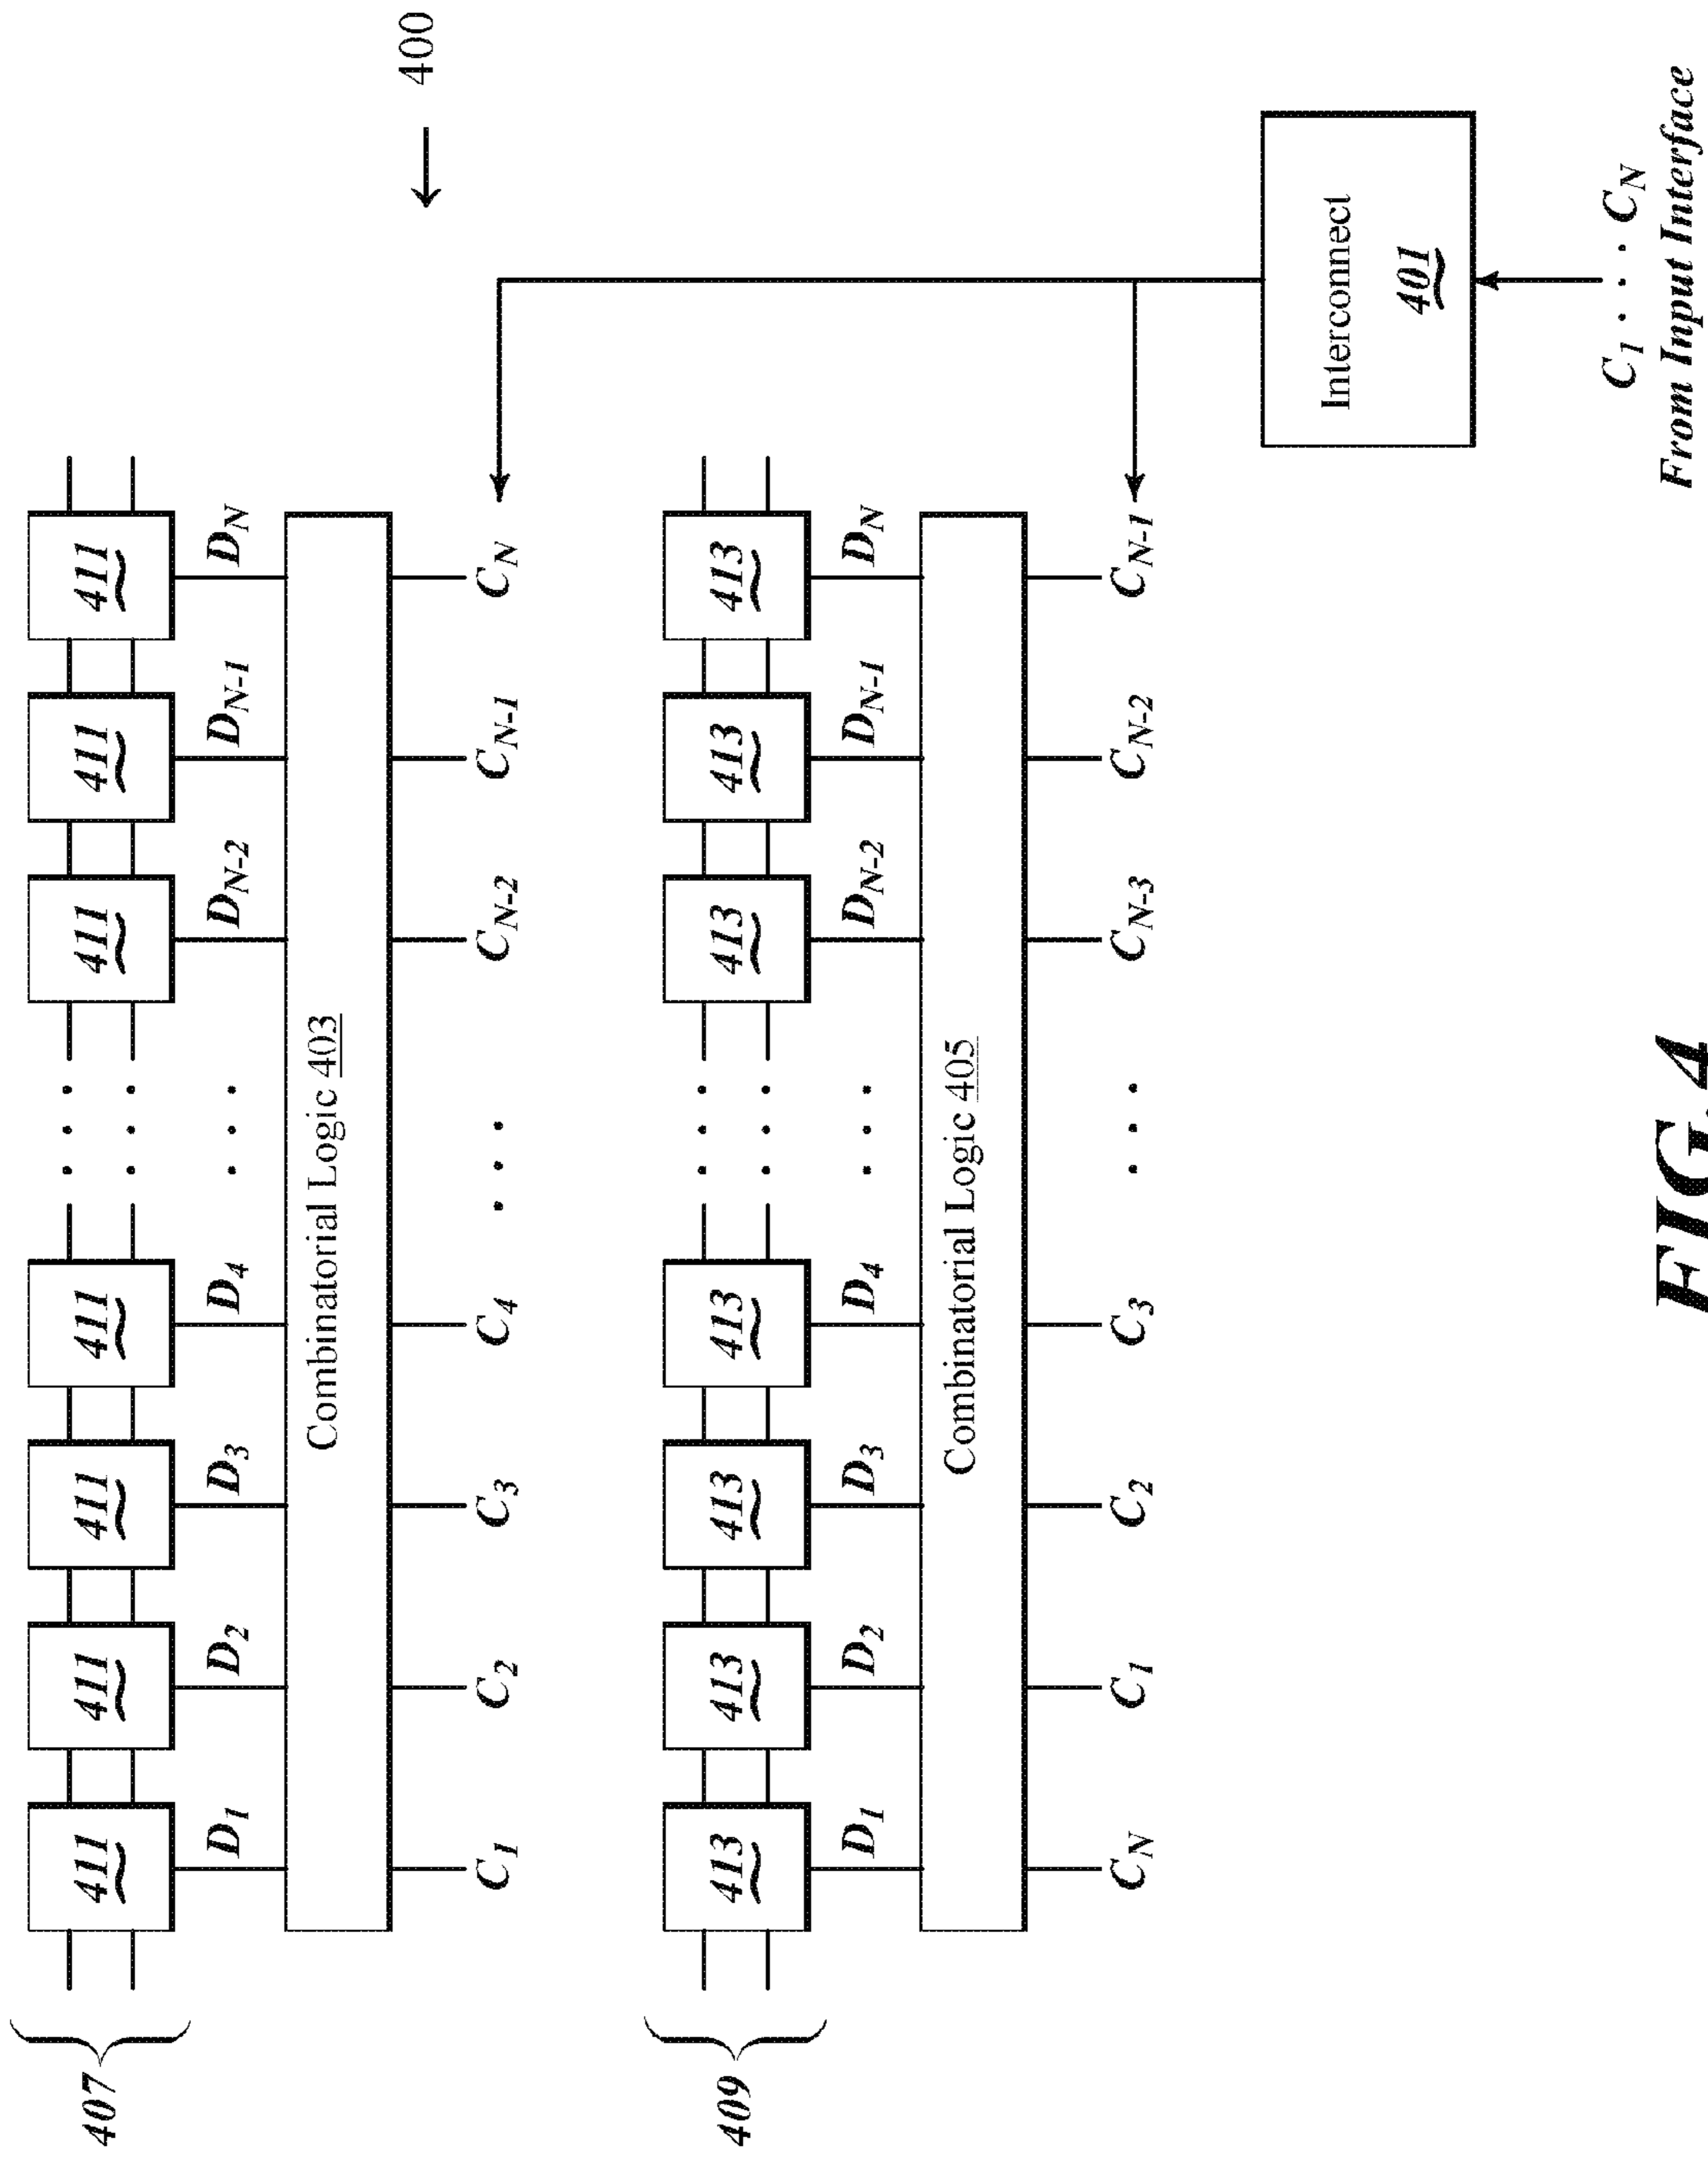 407
411 411 411 411 411 411 411
D1 D2 D3 D4 . . . DN-2 DN-1 DN
Combinatorial Logic 403
C1 C2 C3 C4 . . . CN-2 CN-1 CN
400
409
413 413 413 413 413 413 413
D1 D2 D3 D4 . . . DN-2 DN-1 DN
Combinatorial Logic 405
CN C1 C2 C3 . . . CN-3 CN-2 CN-1
Interconnect
401
C1 . . . . CN
From Input Interface
FIG.4